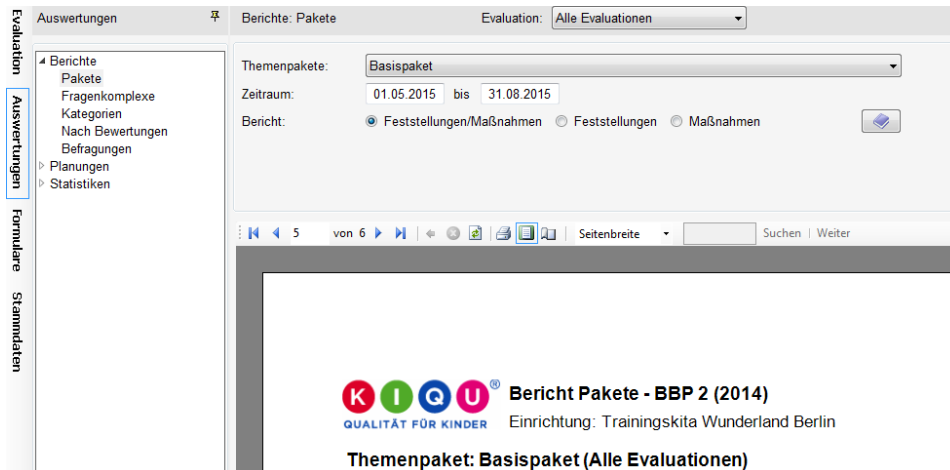 Evaluation
Auswertungen
Formulare
Stammdaten
Auswertungen
Berichte
Pakete
Fragenkomplexe
Kategorien
Nach Bewertungen
Befragungen
Planungen
Statistiken
Berichte: Pakete Evaluation: Alle Evaluationen
Themenpakete: Basispaket
Zeitraum: 01.05.2015 bis 31.08.2015
Bericht: Feststellungen/Maßnahmen Feststellungen Maßnahmen
5 von 6 Seitenbreite Suchen | Weiter
KIQU® Bericht Pakete - BBP 2 (2014)
QUALITÄT FÜR KINDER Einrichtung: Trainingskita Wunderland Berlin
Themenpaket: Basispaket (Alle Evaluationen)